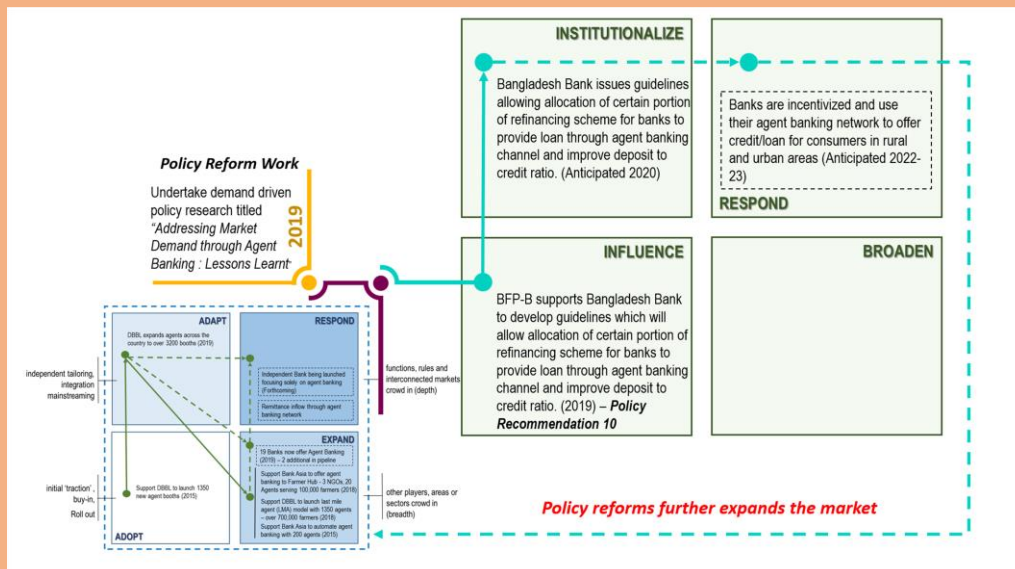 INSTITUTIONALIZE
Bangladesh Bank issues guidelines
allowing allocation of certain portion
of refinancing scheme for banks to
provide loan through agent banking
channel and improve deposit to
credit ratio. (Anticipated 2020)
Banks are incentivized and use
their agent banking network to offer
credit/loan for consumers in rural
and urban areas (Anticipated 2022-
23)
RESPOND
Policy Reform Work
Undertake demand driven
policy research titled
“Addressing Market
Demand through Agent
Banking : Lessons Learnt”
2019
INFLUENCE
BFP-B supports Bangladesh Bank
to develop guidelines which will
allow allocation of certain portion of
refinancing scheme for banks to
provide loan through agent banking
channel and improve deposit to
credit ratio. (2019) – Policy
Recommendation 10
BROADEN
ADAPT
DBBL expands agents across the
country to over 3200 booths (2019)
independent tailoring,
integration
mainstreaming
RESPOND
Independent Bank being launched
focusing solely on agent banking
(Forthcoming)
Remittance inflow through agent
banking network
functions, rules and
interconnected markets
crowd in (depth)
initial ‘traction’ ,
buy-in,
Roll out
Support DBBL to launch 1350
new agent booths (2015)
ADOPT
EXPAND
19 Banks now offer Agent Banking
(2019) – 2 additional in pipeline
Support Bank Asia to offer agent
banking to Farmer Hub - 3 NGOs, 20
Agents serving 100,000 farmers (2018)
Support DBBL to launch last mile
agent (LMA) model with 1350 agents
– over 700,000 farmers (2018)
Support Bank Asia to automate agent
banking with 200 agents (2015)
other players, areas or
sectors crowd in
(breadth)
Policy reforms further expands the market